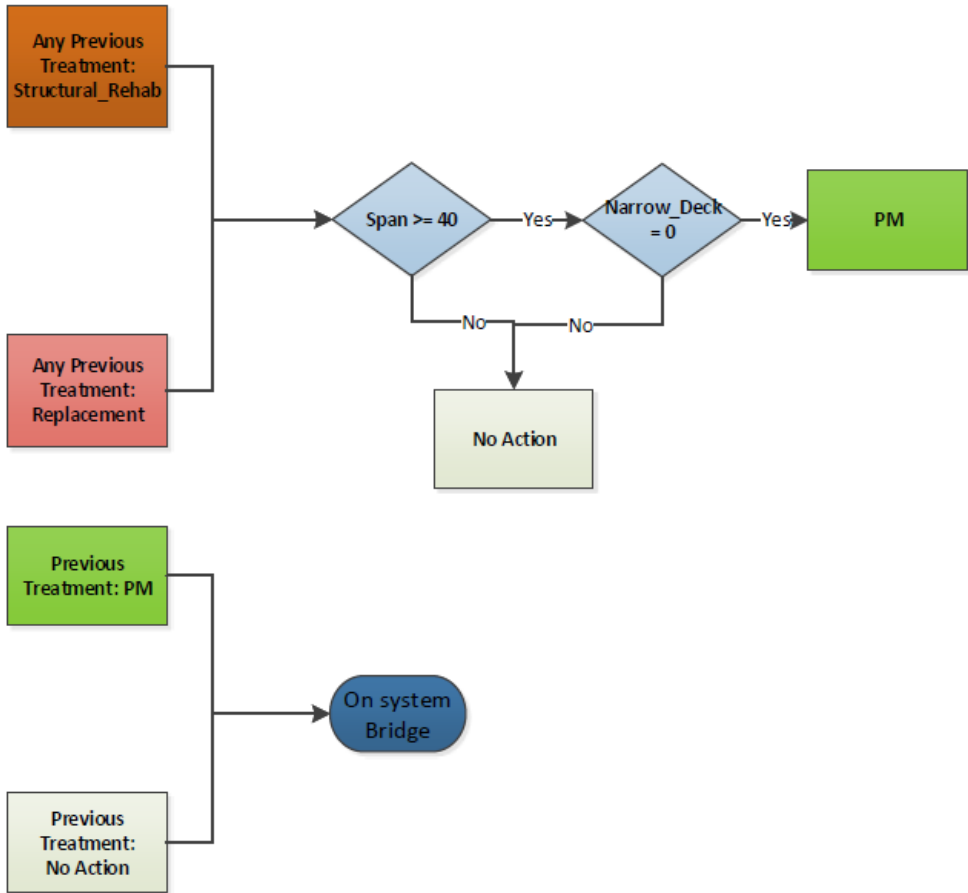 Any Previous
Treatment:
Structural_Rehab
Span >= 40
Yes
Narrow_Deck
= 0
Yes
PM
No
No
Any Previous
Treatment:
Replacement
No Action
Previous
Treatment: PM
On system
Bridge
Previous
Treatment:
No Action